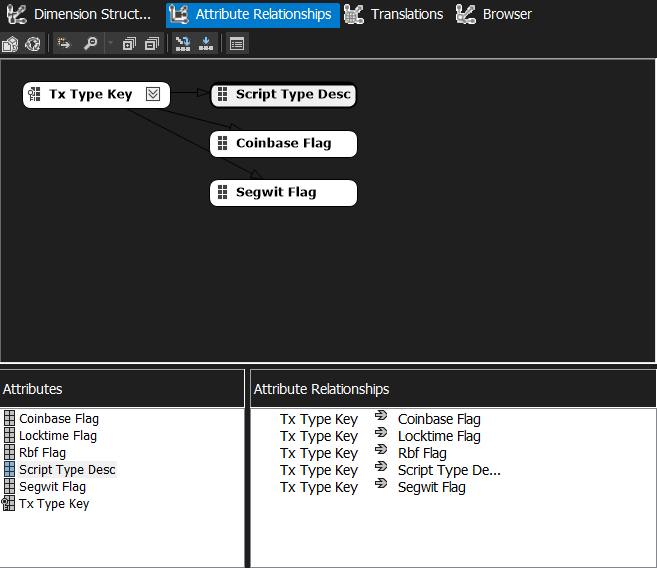 Dimension Struct... Attribute Relationships Translations Browser
Tx Type Key Script Type Desc
Coinbase Flag
Segwit Flag
Attributes Attribute Relationships
Coinbase Flag Tx Type Key Coinbase Flag
Locktime Flag Tx Type Key Locktime Flag
Rbf Flag Tx Type Key Rbf Flag
Script Type Desc Tx Type Key Script Type De...
Segwit Flag Tx Type Key Segwit Flag
Tx Type Key